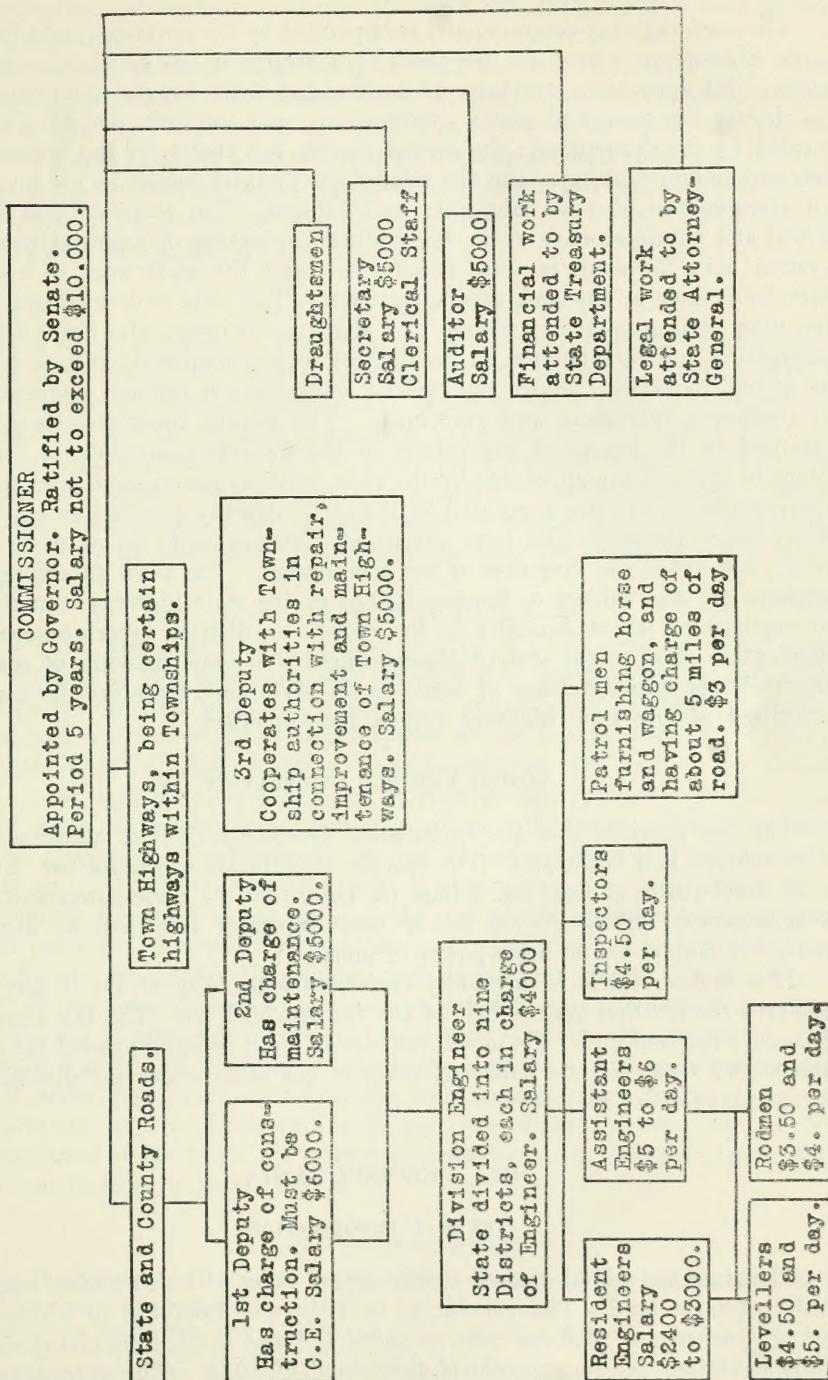 COMMISSIONER
Appointed by Governor. Ratified by Senate.
Period 5 years. Salary not to exceed $10.000.
State and County Roads.
Town Highways, being certain
highways within Townships.
Draughtsmen
Secretary
Salary $5000
Clerical Staff
Auditor
Salary $5000
Financial work
attended to by
State Treasury
Department.
Legal work
attended to by
State Attorney-
General.
1st Deputy
Has charge of cons-
truction. Must be
C.E. Salary $6000.
2nd Deputy
Has charge of
maintenance.
Salary $5000.
3rd Deputy
Cooperates with Town-
ship authorities in
connection with repair,
improvement and main-
tenance of Town High-
ways. Salary $5000.
Division Engineer
State divided into nine
Districts, each in charge
of Engineer. Salary $4000
Resident
Engineers
Salary
$2400
to $3000.
Assistant
Engineers
$5 to $6
per day.
Inspectors
$4.50
per day.
Patrol men
furnishing horse
and waggon, and
having charge of
about 5 miles of
road. $3 per day.
Levellers
$4.50 and
$5. per day.
Rodmen
$3.50 and
$4. per day.